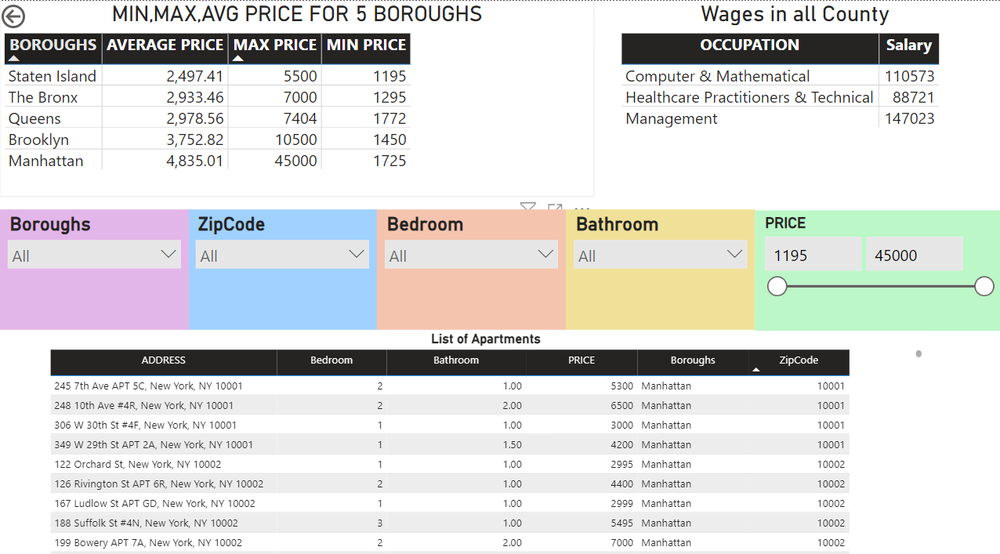 MIN,MAX,AVG PRICE FOR 5 BOROUGHS
BOROUGHS AVERAGE PRICE MAX PRICE MIN PRICE
Staten Island 2,497.41 5500 1195
The Bronx 2,933.46 7000 1295
Queens 2,978.56 7404 1772
Brooklyn 3,752.82 10500 1450
Manhattan 4,835.01 45000 1725
Wages in all County
OCCUPATION Salary
Computer & Mathematical 110573
Healthcare Practitioners & Technical 88721
Management 147023
Boroughs
All
ZipCode
All
Bedroom
All
Bathroom
All
PRICE
1195 45000
List of Apartments
ADDRESS Bedroom Bathroom PRICE Boroughs ZipCode
245 7th Ave APT 5C, New York, NY 10001 2 1.00 5300 Manhattan 10001
248 10th Ave #4R, New York, NY 10001 2 2.00 6500 Manhattan 10001
306 W 30th St #4F, New York, NY 10001 1 1.00 3000 Manhattan 10001
349 W 29th St APT 2A, New York, NY 10001 1 1.50 4200 Manhattan 10001
122 Orchard St, New York, NY 10002 1 1.00 2995 Manhattan 10002
126 Rivington St APT 6R, New York, NY 10002 2 1.00 4400 Manhattan 10002
167 Ludlow St APT GD, New York, NY 10002 1 1.00 2999 Manhattan 10002
188 Suffolk St #4N, New York, NY 10002 3 1.00 5495 Manhattan 10002
199 Bowery APT 7A, New York, NY 10002 2 2.00 7000 Manhattan 10002